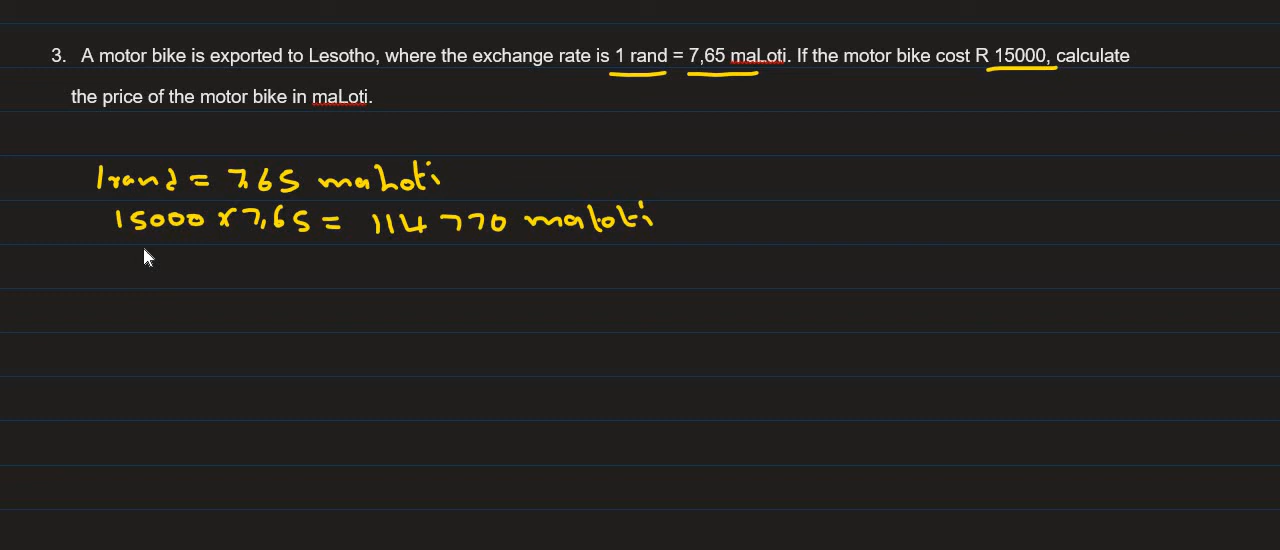 3. A motor bike is exported to Lesotho, where the exchange rate is 1 rand = 7,65 maLoti. If the motor bike cost R 15000, calculate
the price of the motor bike in maLoti.
1 rand = 7,65 maLoti
15000 x 7,65 = 114 770 maLoti